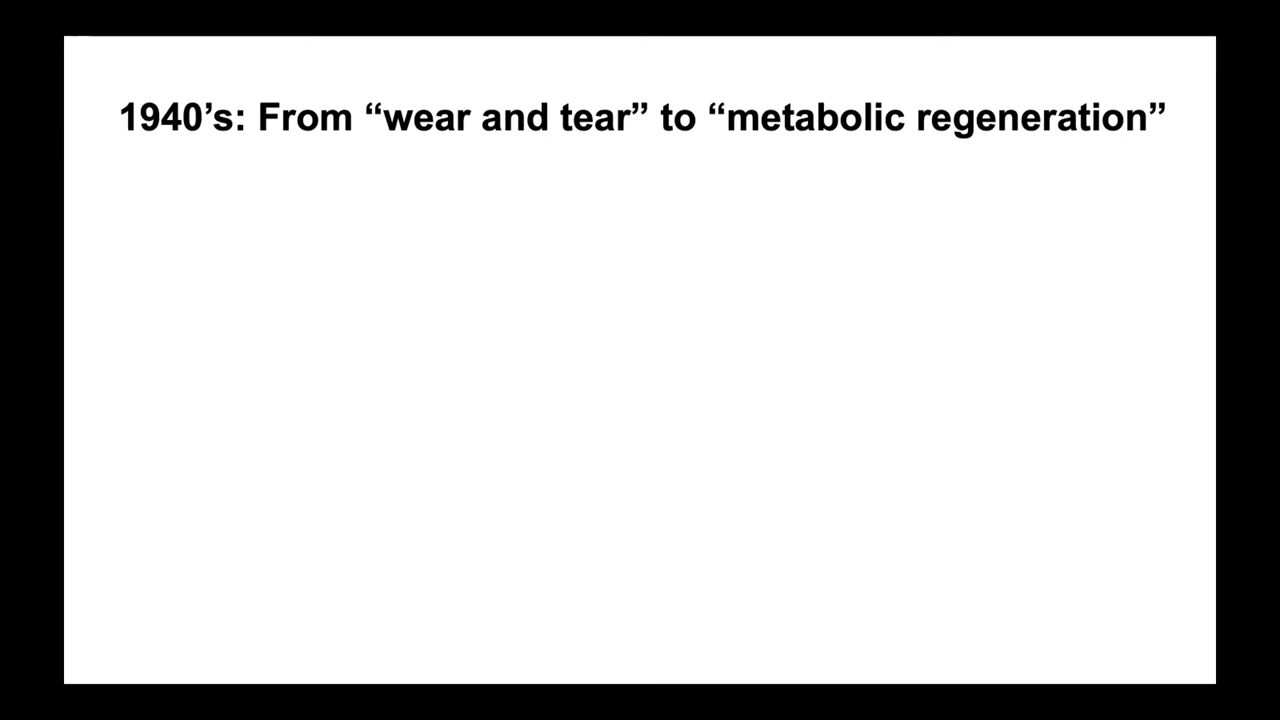 1940’s: From “wear and tear” to “metabolic regeneration”